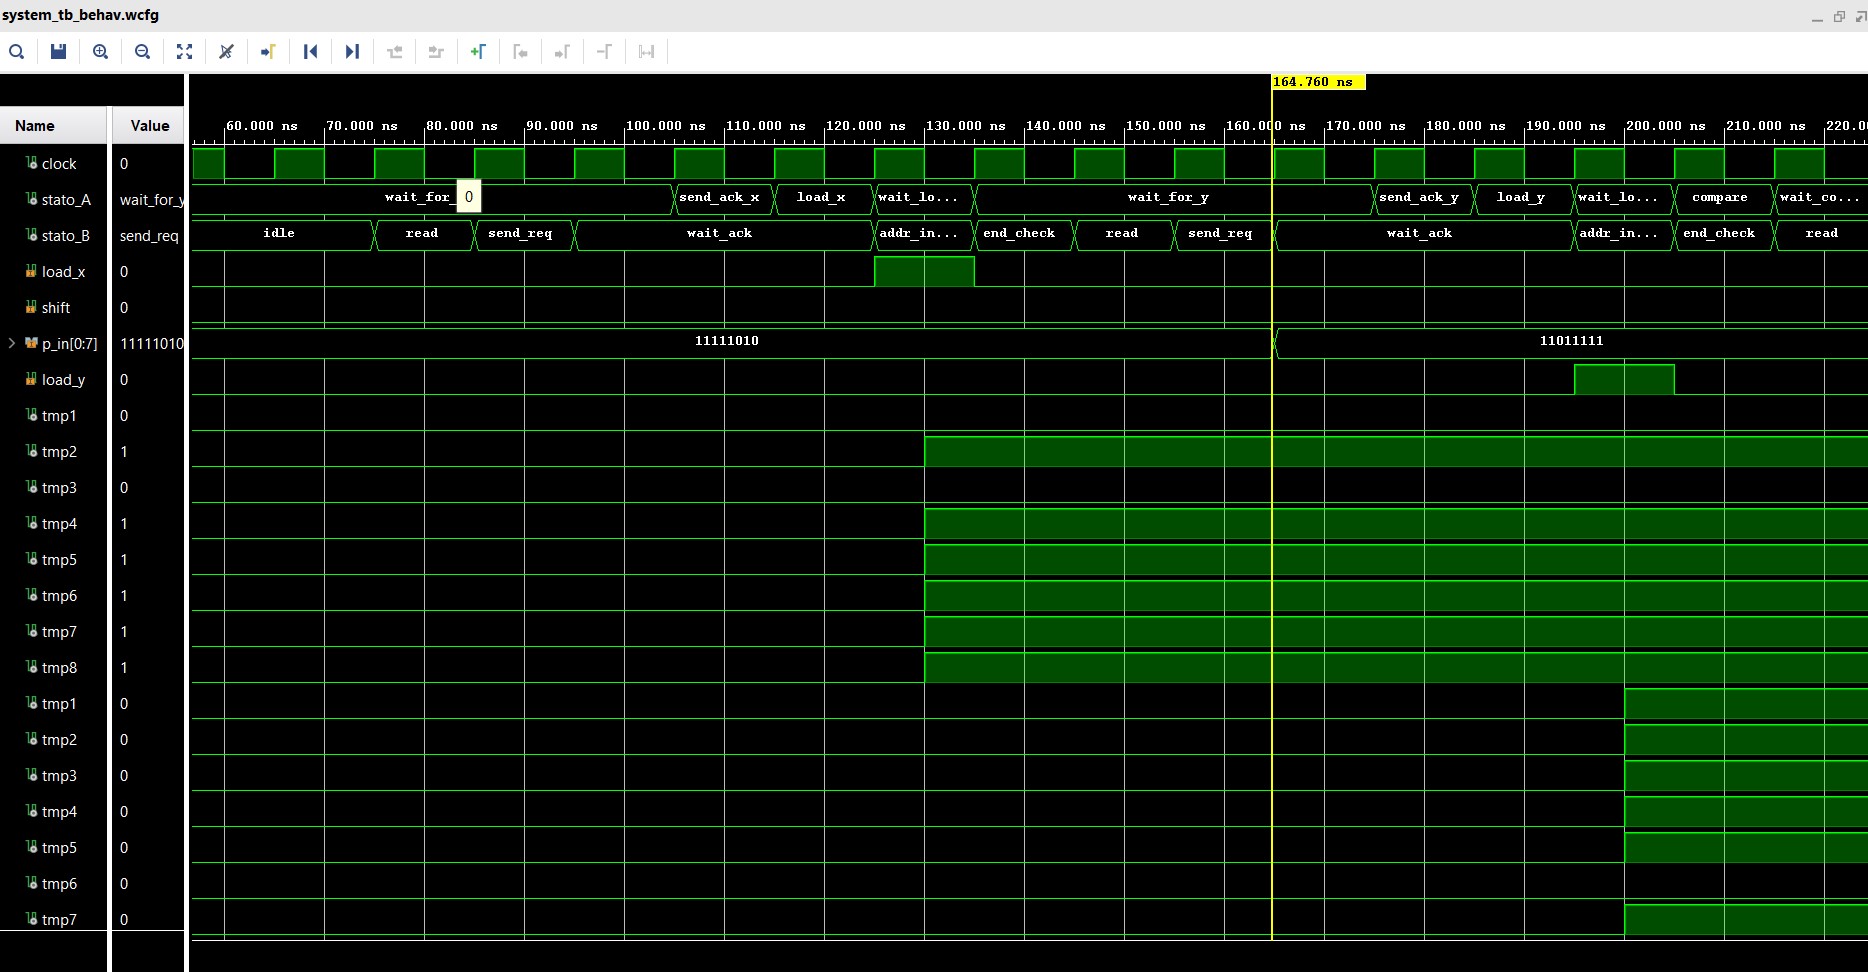 system_tb_behav.wcfg
164.760 ns
Name Value 60.000 ns 70.000 ns 80.000 ns 90.000 ns 100.000 ns 110.000 ns 120.000 ns 130.000 ns 140.000 ns 150.000 ns 160.000 ns 170.000 ns 180.000 ns 190.000 ns 200.000 ns 210.000 ns 220.0
clock 0
stato_A wait_for_y wait_for_ 0 send_ack_x load_x wait_lo... wait_for_y send_ack_y load_y wait_lo... compare wait_co...
stato_B send_req idle read send_req wait_ack addr_in... end_check read send_req wait_ack addr_in... end_check read
load_x 0
shift 0
p_in[0:7] 11111010 11111010 11011111
load_y 0
tmp1 0
tmp2 1
tmp3 0
tmp4 1
tmp5 1
tmp6 1
tmp7 1
tmp8 1
tmp1 0
tmp2 0
tmp3 0
tmp4 0
tmp5 0
tmp6 0
tmp7 0